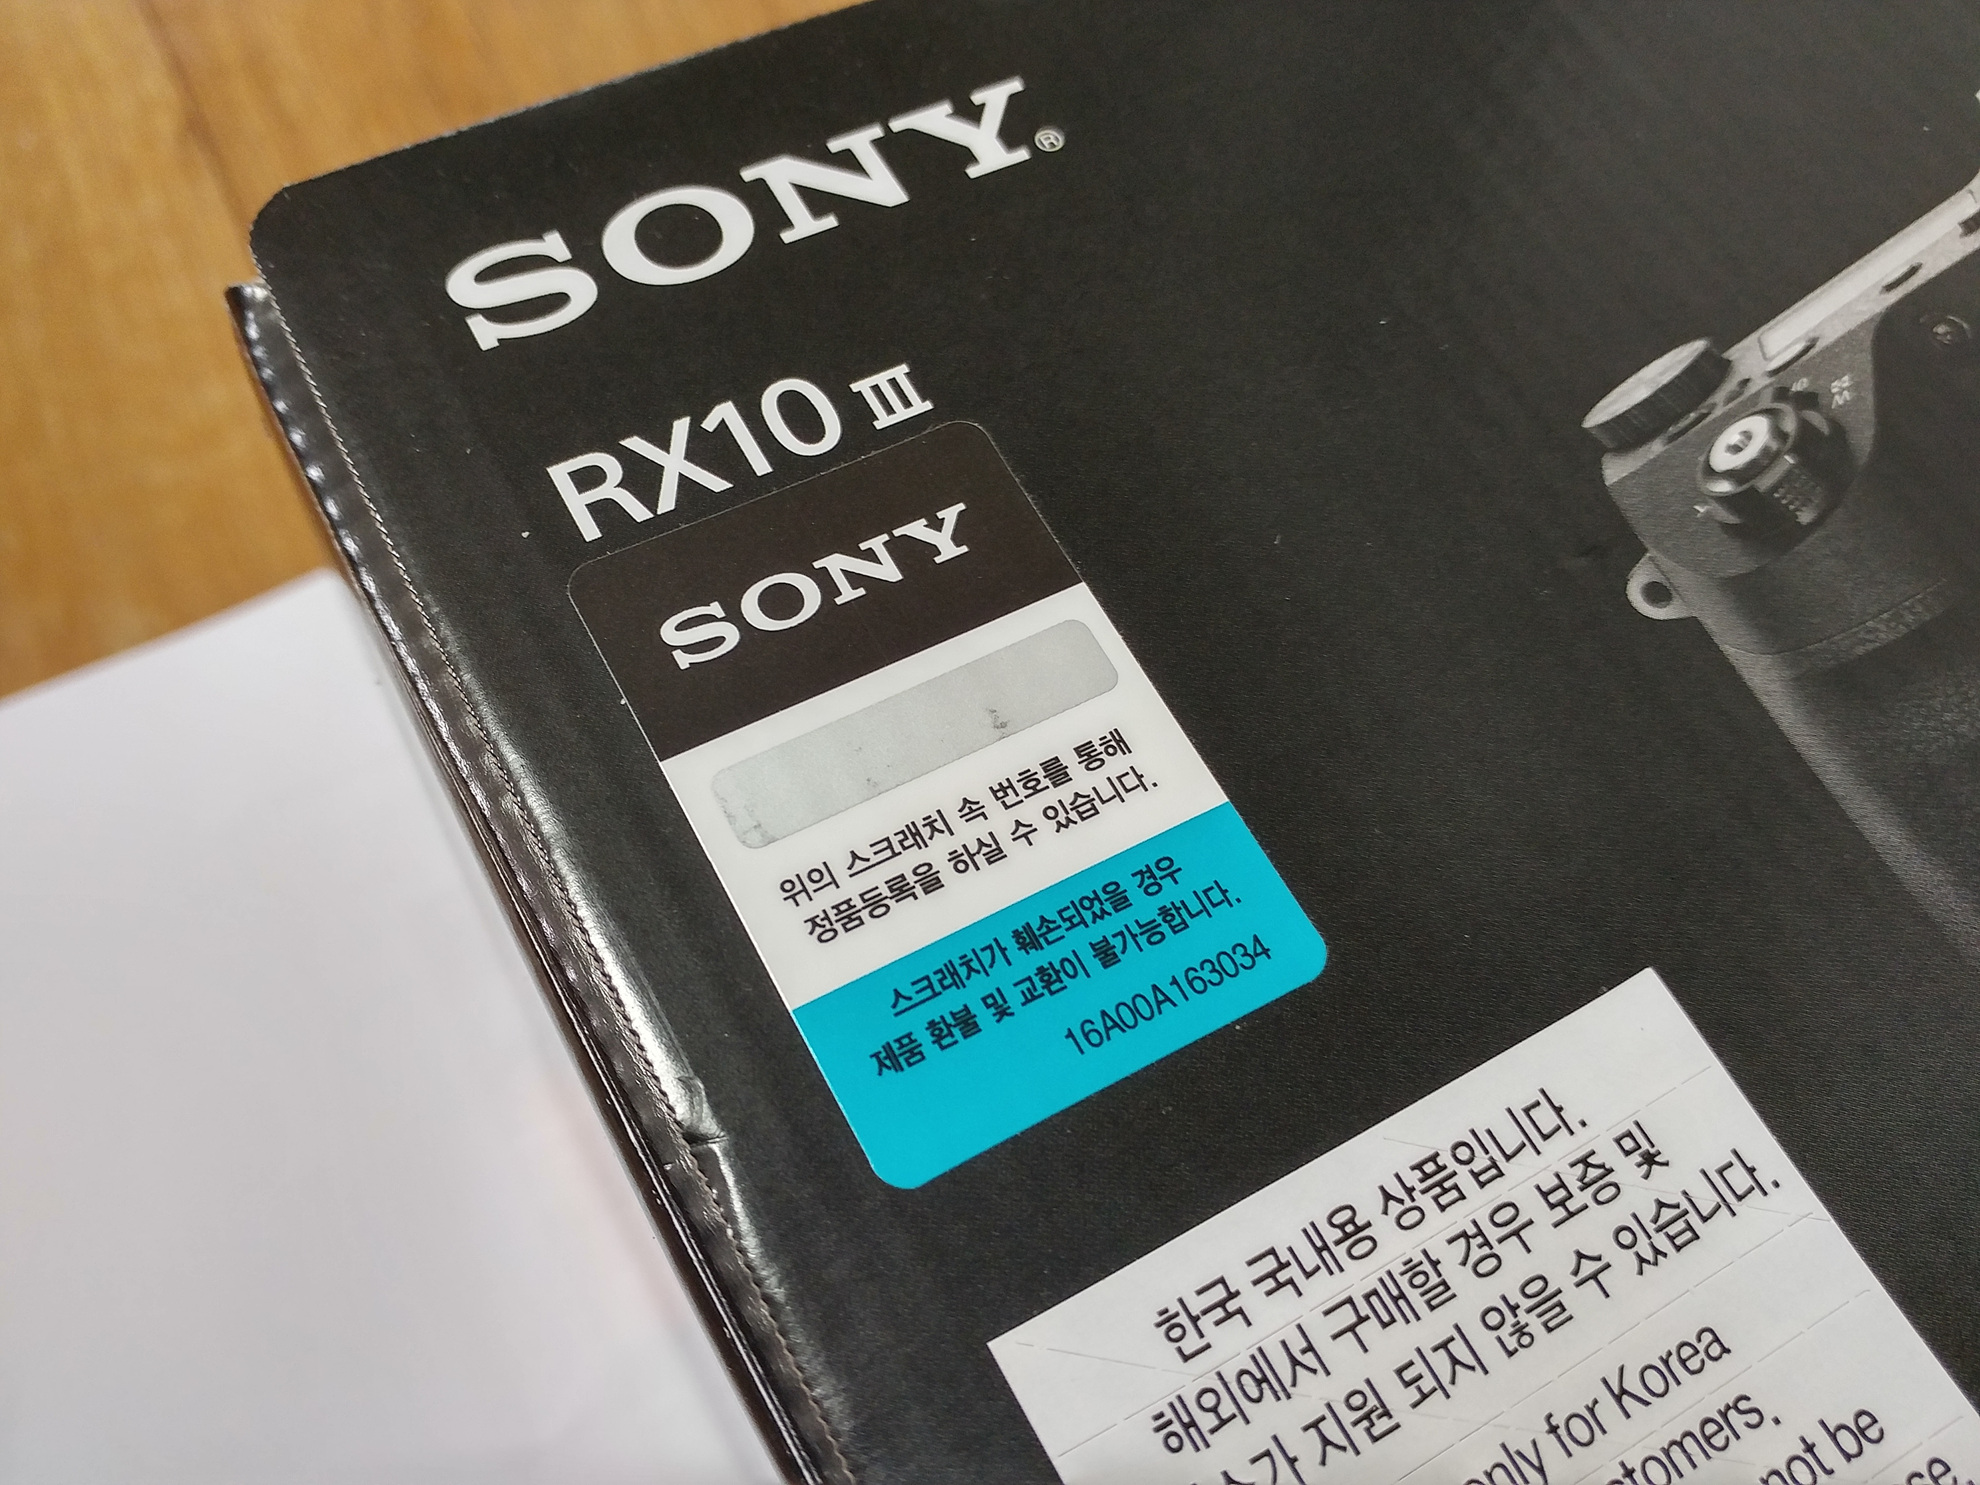 SONY®
RX10 III
SONY
위의 스크래치 속 번호를 통해
정품등록을 하실 수 있습니다.
스크래치가 훼손되었을 경우
제품 환불 및 교환이 불가능합니다.
16A00A163034
한국 국내용 상품입니다.
해외에서 구매할 경우 보증 및
지원 되지 않을 수 있습니다.
only for Korea
not be